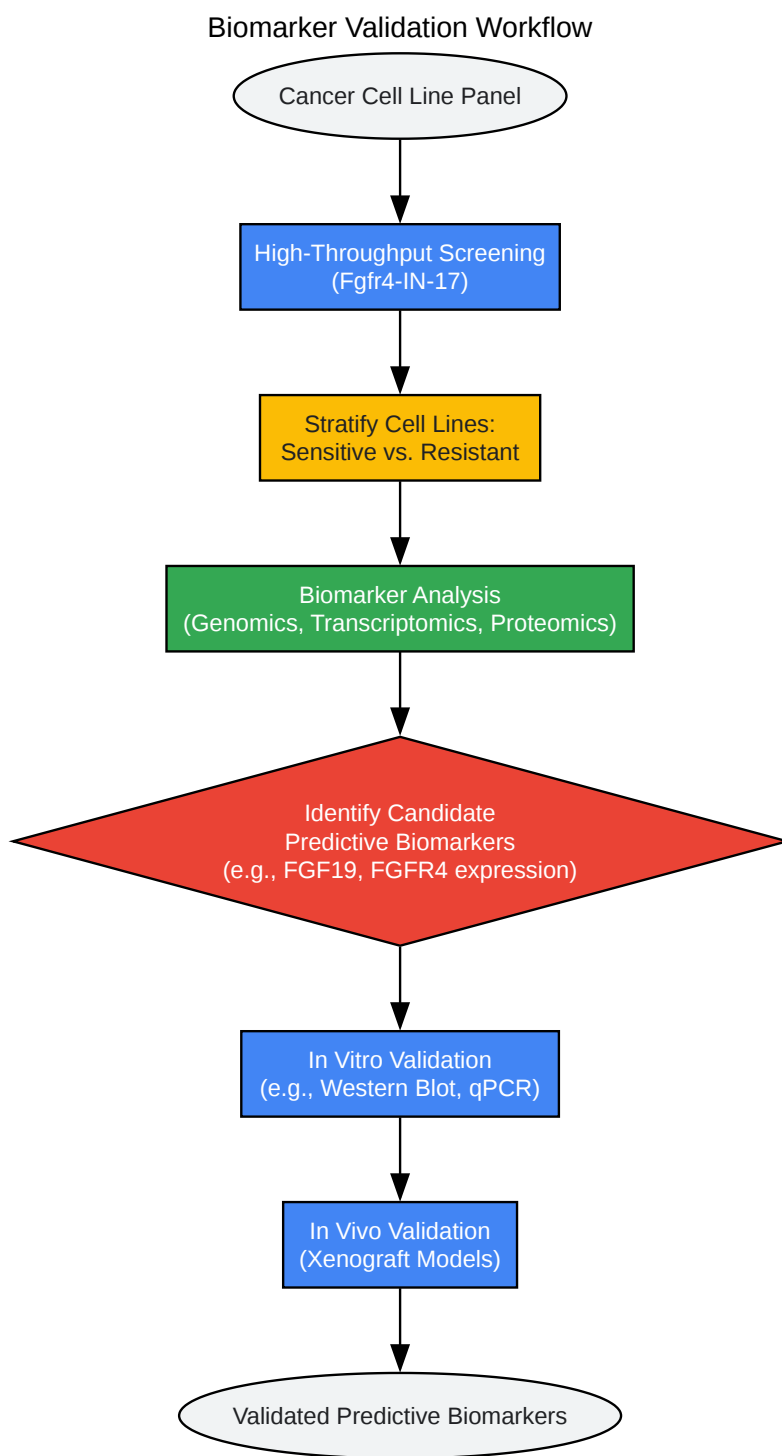 Biomarker Validation Workflow
Cancer Cell Line Panel
High-Throughput Screening
(Fgfr4-IN-17)
Stratify Cell Lines:
Sensitive vs. Resistant
Biomarker Analysis
(Genomics, Transcriptomics, Proteomics)
Identify Candidate
Predictive Biomarkers
(e.g., FGF19, FGFR4 expression)
In Vitro Validation
(e.g., Western Blot, qPCR)
In Vivo Validation
(Xenograft Models)
Validated Predictive Biomarkers